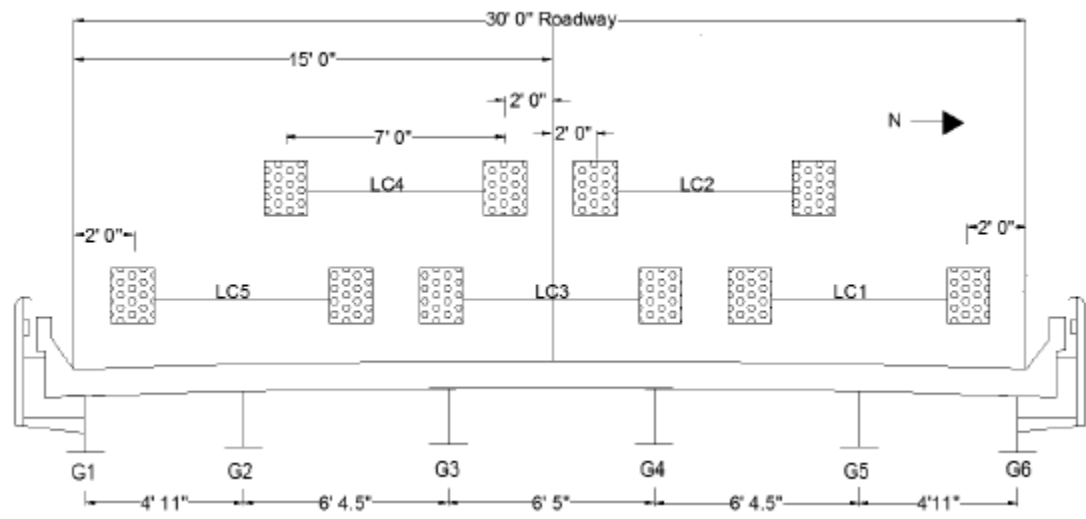 30' 0" Roadway
15' 0"
2' 0"
N
7' 0"
2' 0"
LC4
LC2
2' 0"
2' 0"
LC5
LC3
LC1
G1
G2
G3
G4
G5
G6
4' 11"
6' 4.5"
6' 5"
6' 4.5"
4'11"